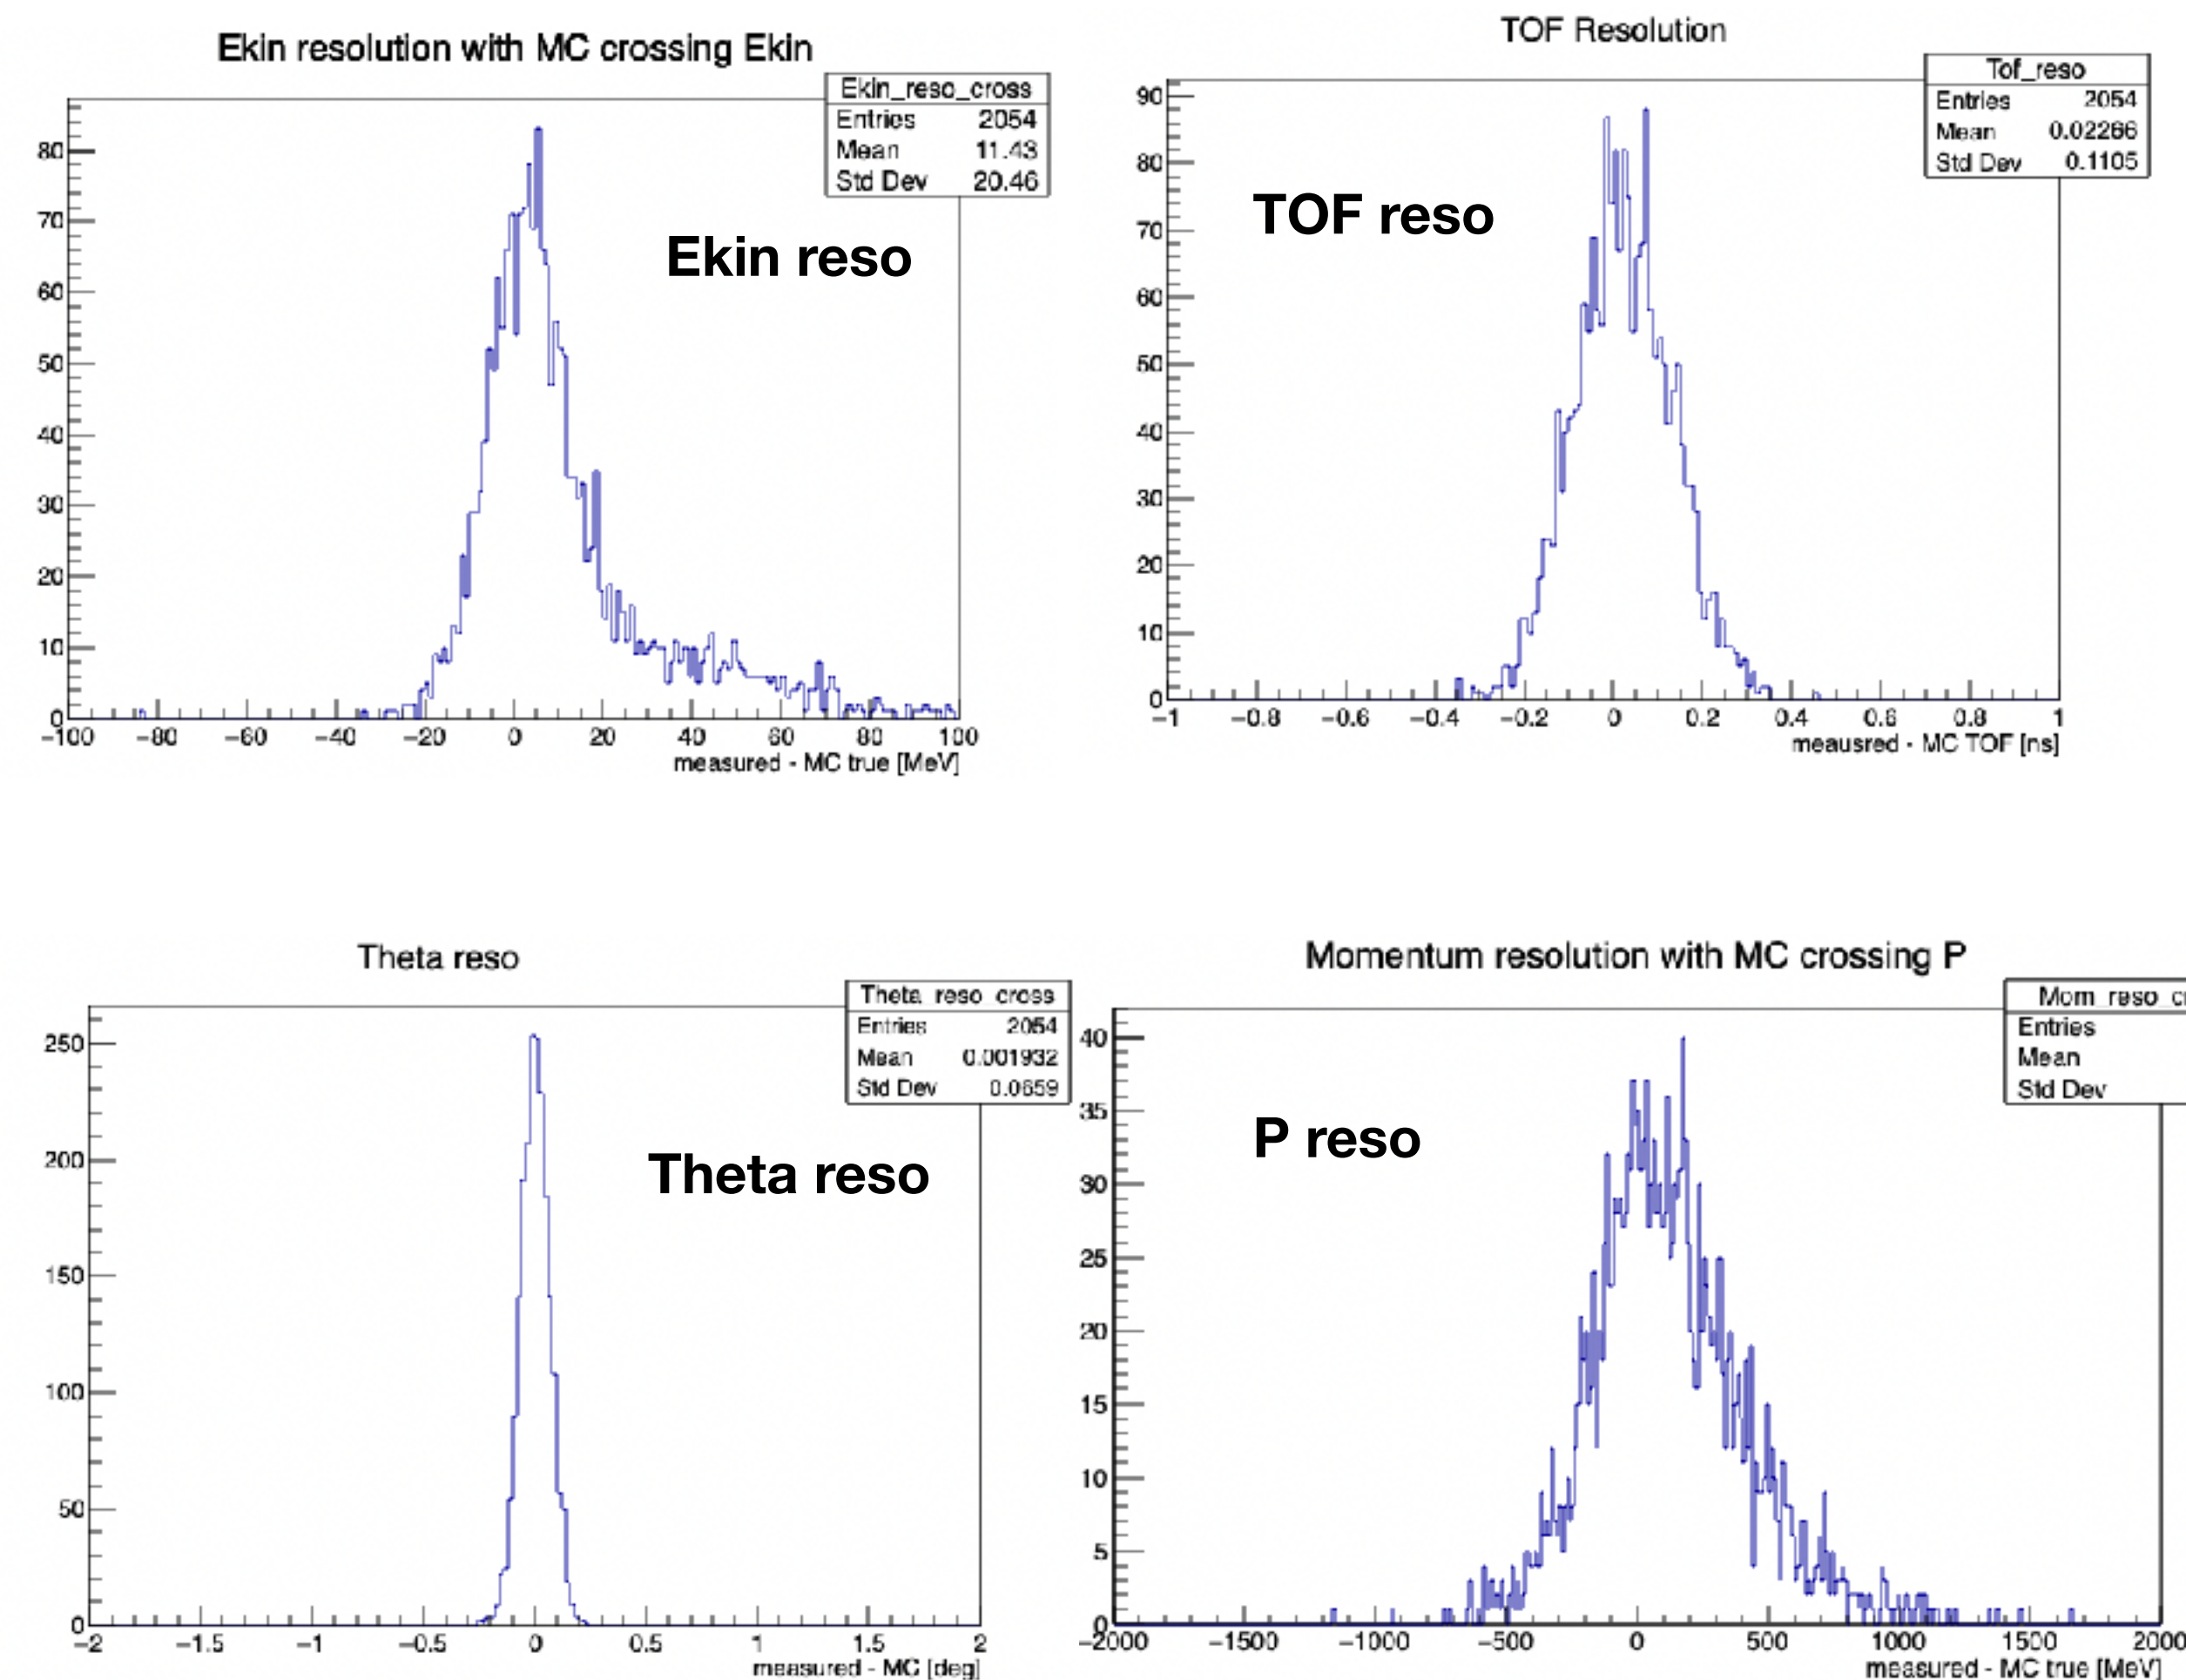 Ekin resolution with MC crossing Ekin
Ekin_reso_cross
Entries 2054
Mean 11.43
Std Dev 20.46
Ekin reso
80
70
60
50
40
30
20
10
0
−100 −80 −60 −40 −20 0 20 40 60 80 100
measured - MC true [MeV]
TOF Resolution
Tof_reso
Entries 2054
Mean 0.02266
Std Dev 0.1105
TOF reso
90
80
70
60
50
40
30
20
10
0
−1 −0.8 −0.6 −0.4 −0.2 0 0.2 0.4 0.6 0.8 1
meausred - MC TOF [ns]
Theta reso
Theta_reso_cross
Entries 2054
Mean 0.001932
Std Dev 0.0659
Theta reso
250
200
150
100
50
0
−2 −1.5 −1 −0.5 0 0.5 1 1.5 2
measured - MC [deg]
Momentum resolution with MC crossing P
Mom_reso_c
Entries
Mean
Std Dev
P reso
40
35
30
25
20
15
10
5
0
−2000 −1500 −1000 −500 0 500 1000 1500 2000
measured - MC true [MeV]